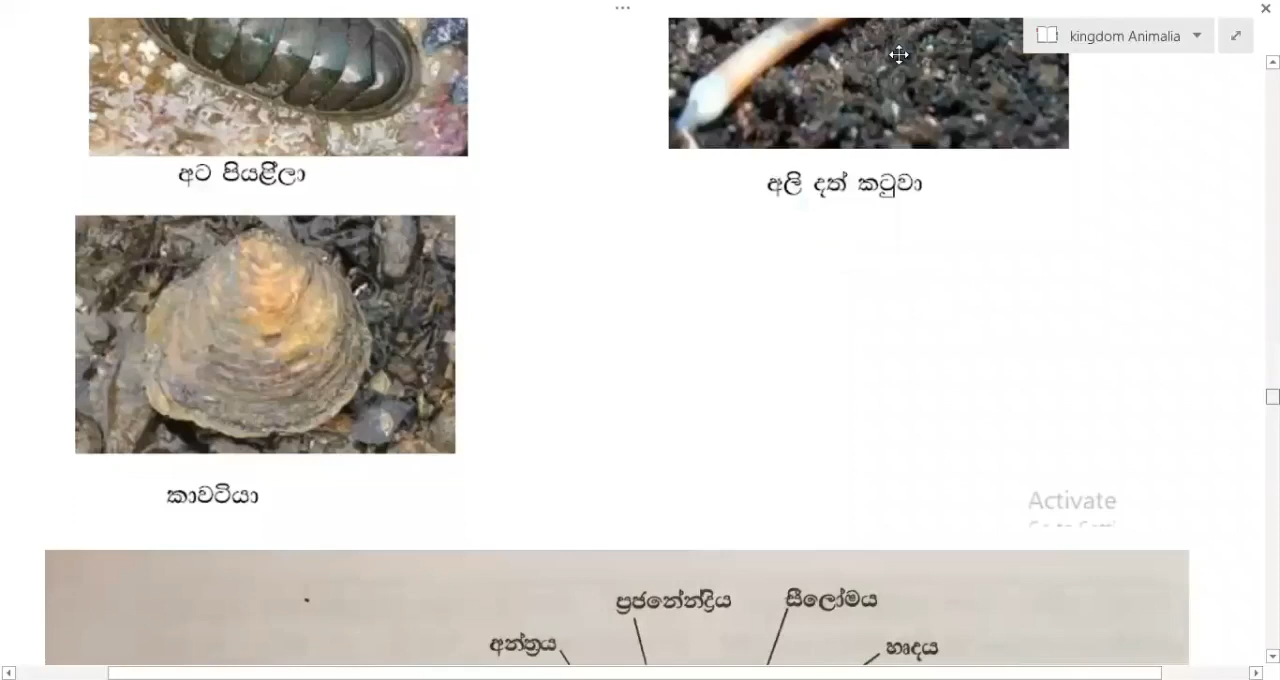 kingdom Animalia
අට පියළීලා
අලි දත් කටුවා
කාවටියා
Activate
ප්‍රජනේන්ද්‍රිය
සීලෝමය
අන්ත්‍රය
හෘදය